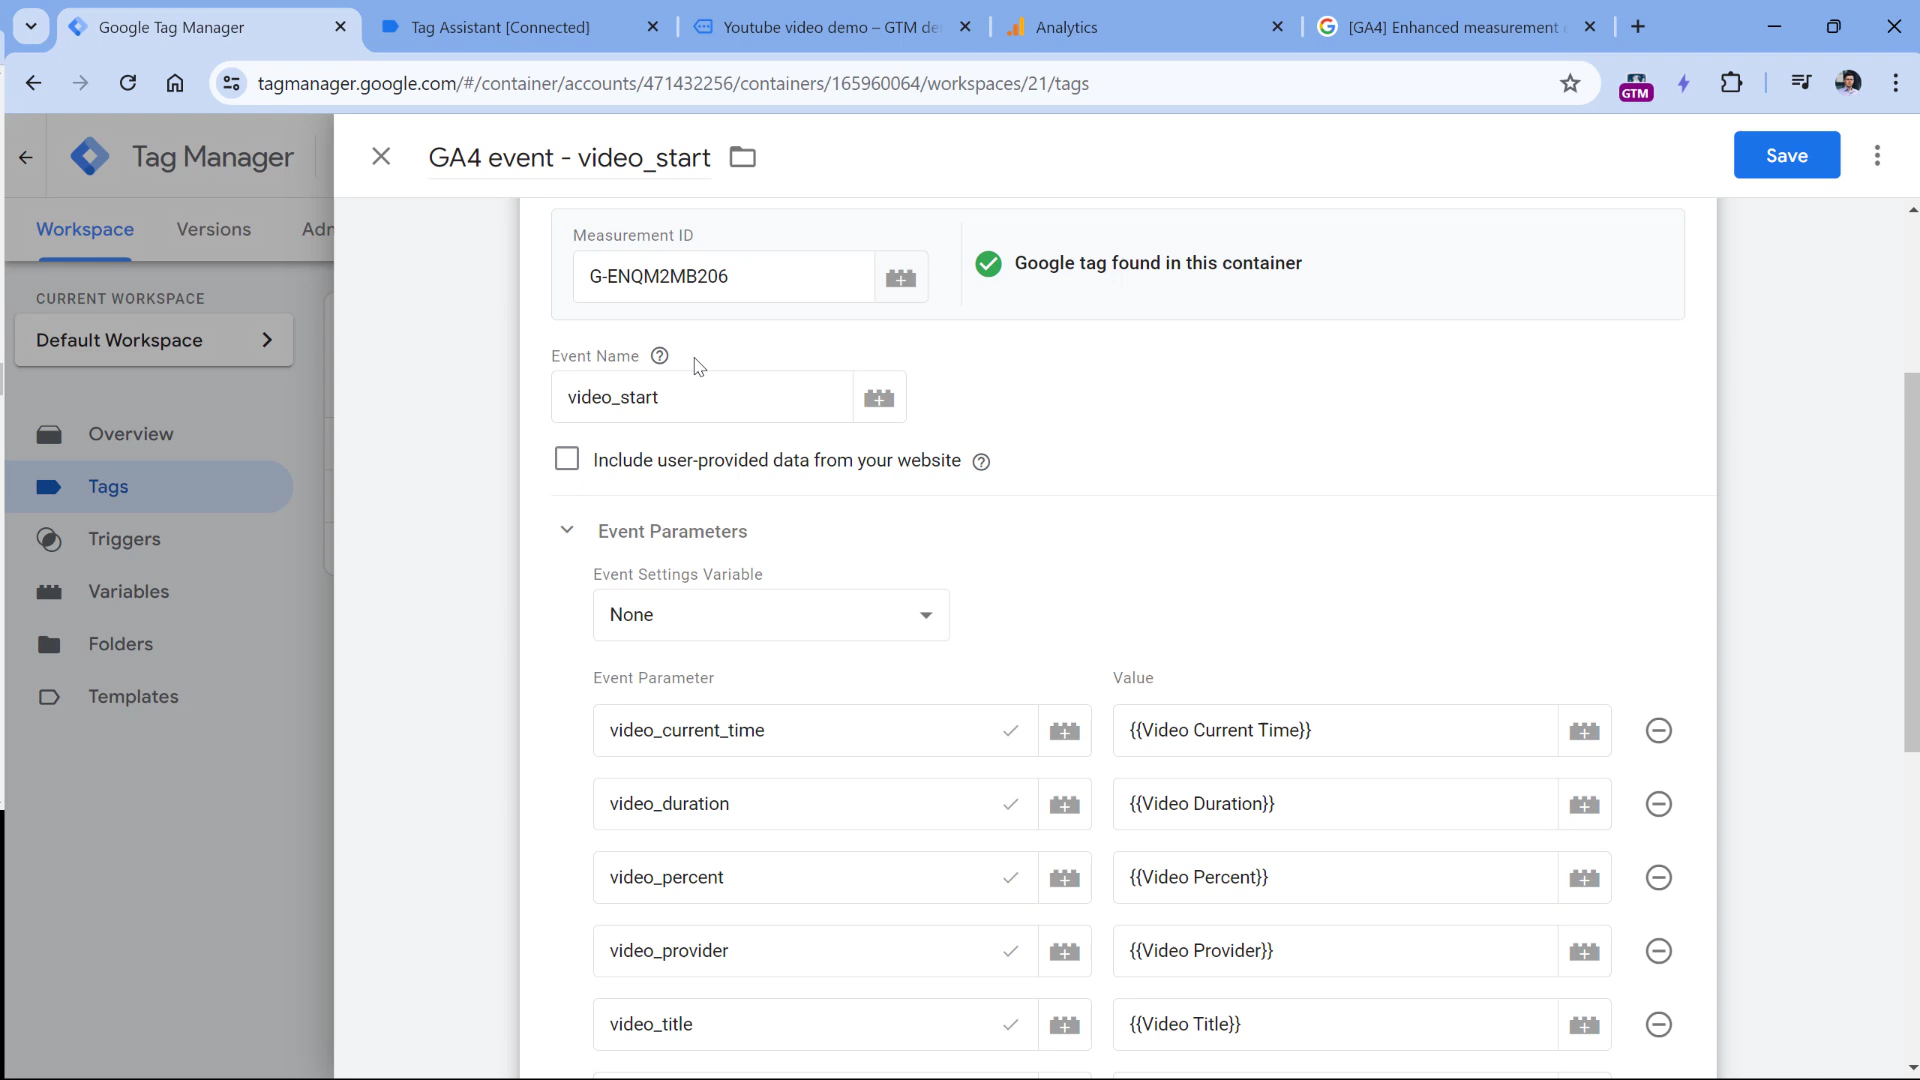 Google Tag Manager
Tag Assistant [Connected]
Youtube video demo – GTM de
Analytics
[GA4] Enhanced measurement
tagmanager.google.com/#/container/accounts/471432256/containers/165960064/workspaces/21/tags
GTM
Tag Manager
GA4 event - video_start
Save
Workspace
Versions
Adn
Measurement ID
G-ENQM2MB206
Google tag found in this container
CURRENT WORKSPACE
Default Workspace
Event Name
video_start
Include user-provided data from your website
Overview
Tags
Triggers
Variables
Folders
Templates
Event Parameters
Event Settings Variable
None
Event Parameter
Value
video_current_time
{{Video Current Time}}
video_duration
{{Video Duration}}
video_percent
{{Video Percent}}
video_provider
{{Video Provider}}
video_title
{{Video Title}}